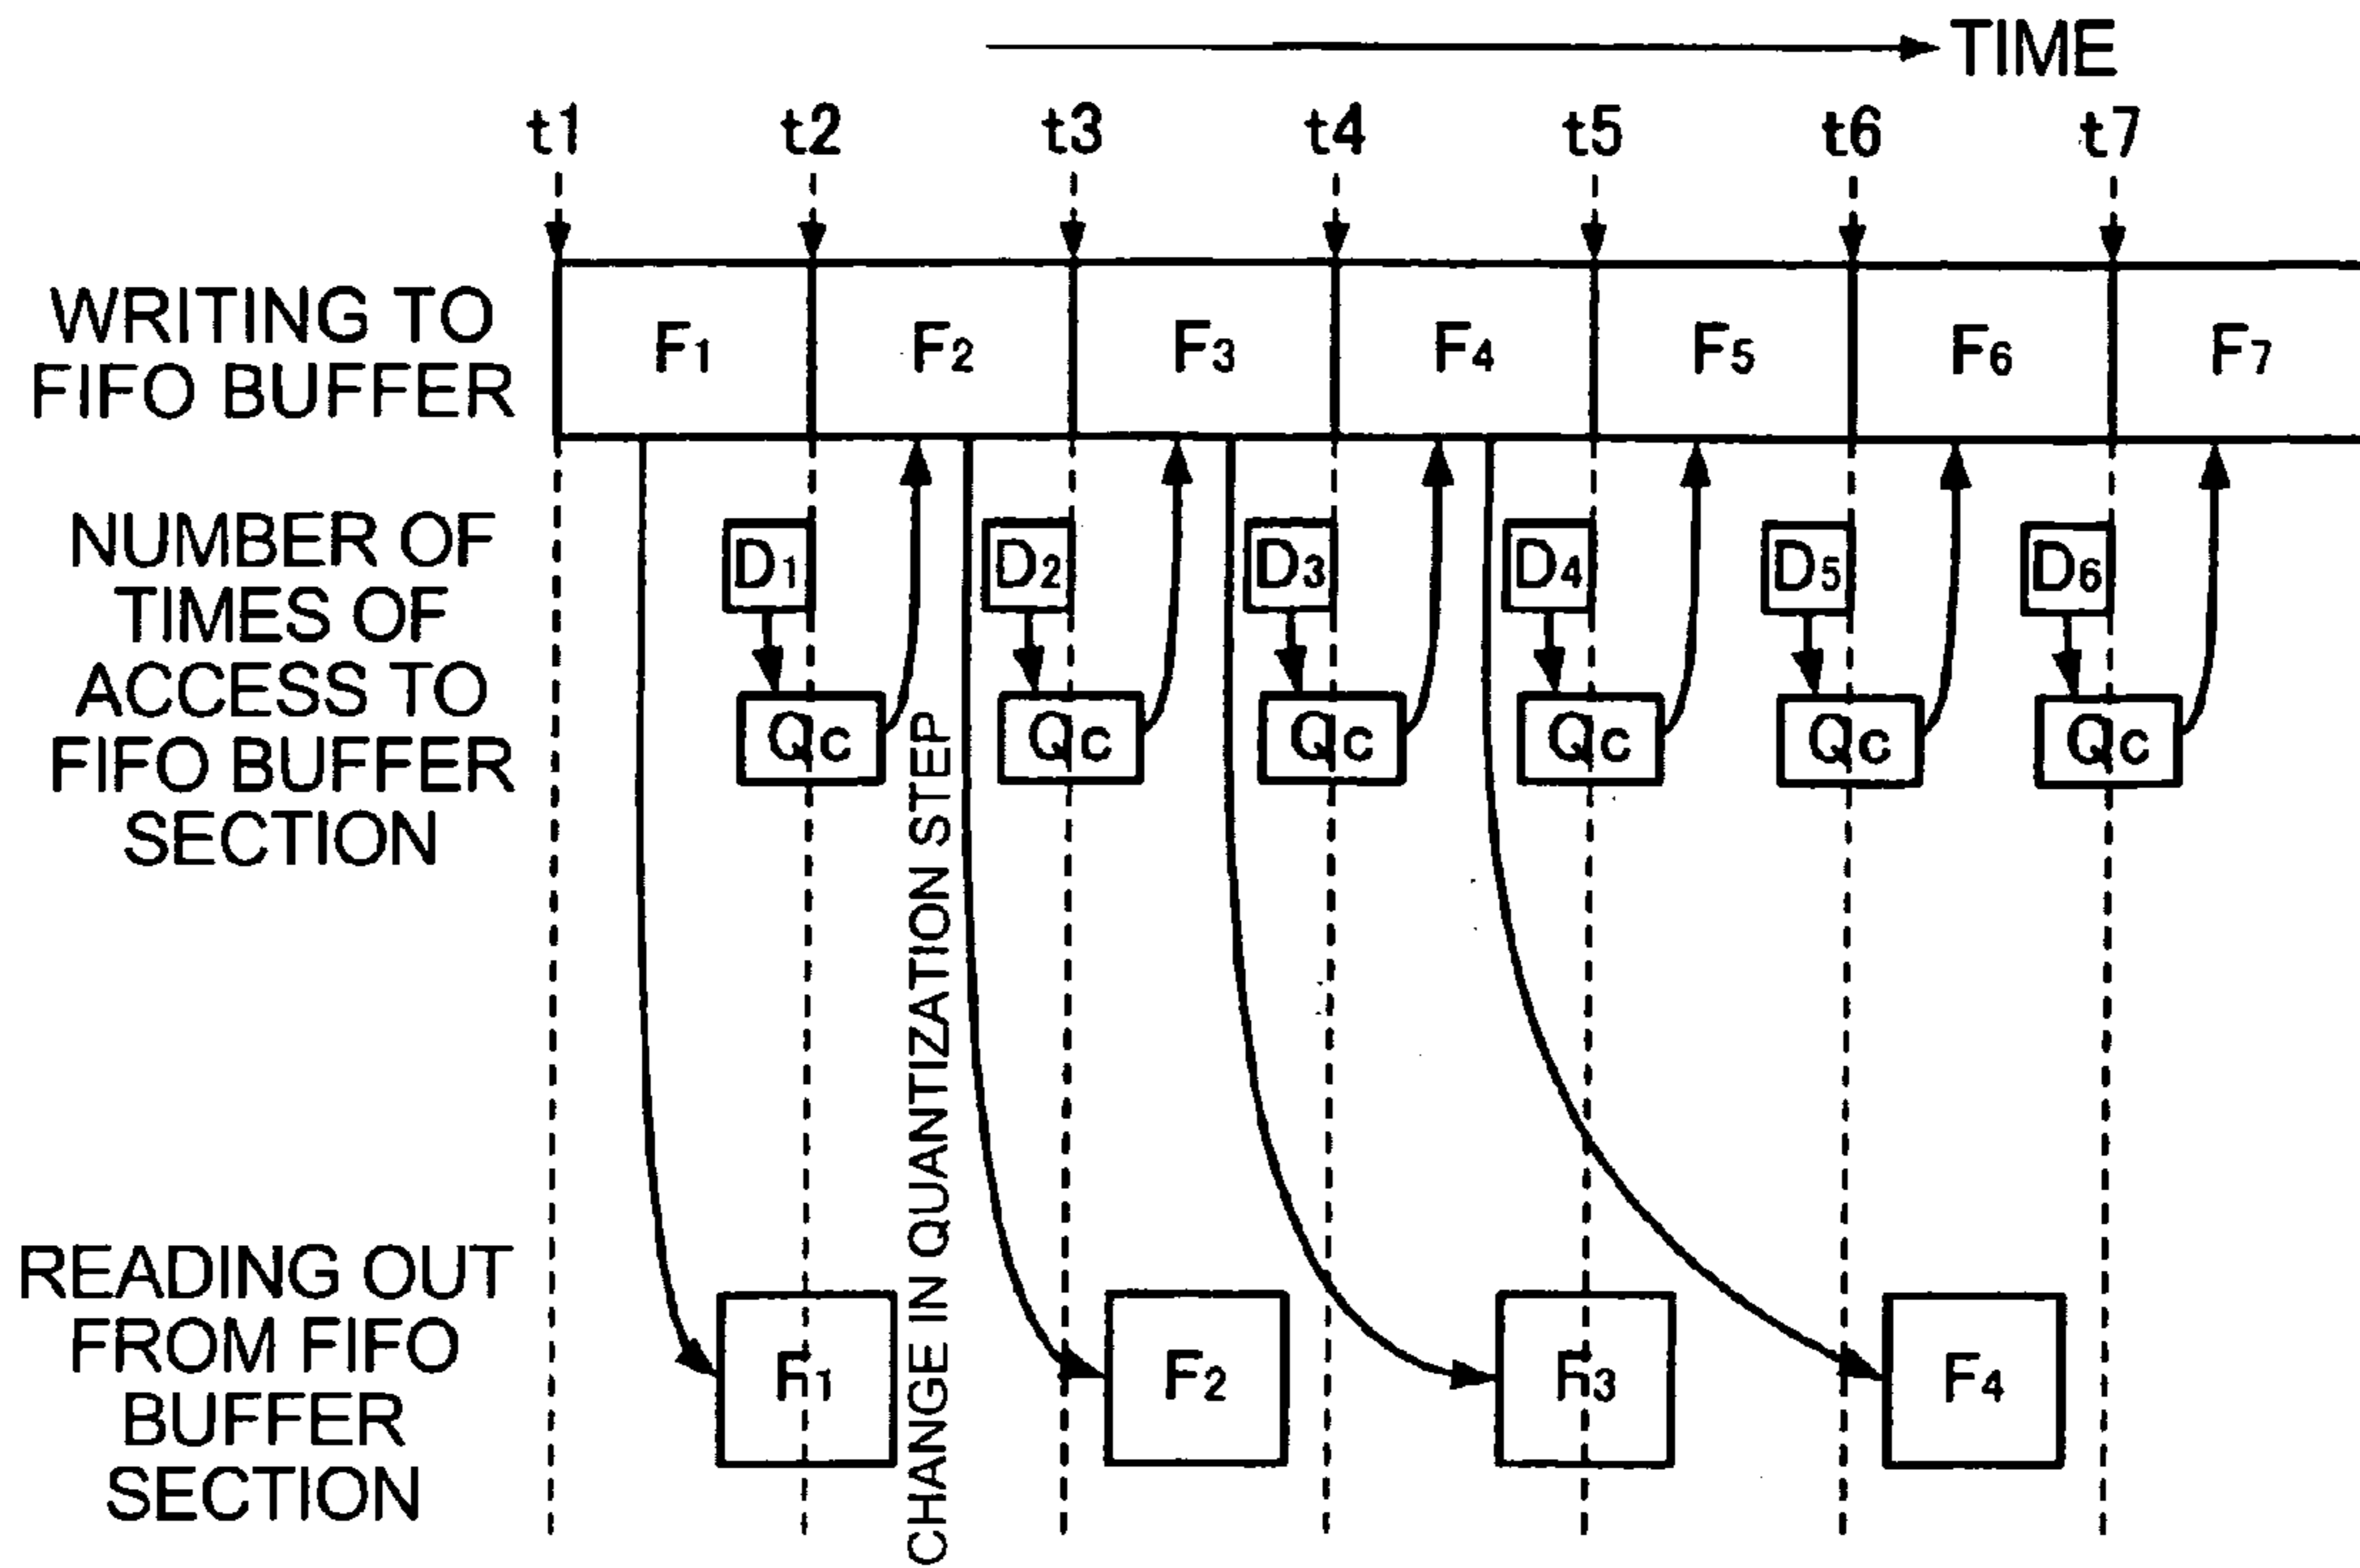 TIME
t1 t2 t3 t4 t5 t6 t7
WRITING TO
FIFO BUFFER
F1 F2 F3 F4 F5 F6 F7
NUMBER OF
TIMES OF
ACCESS TO
FIFO BUFFER
SECTION
D1 D2 D3 D4 D5 D6
Qc Qc Qc Qc Qc Qc
CHANGE IN QUANTIZATION STEP
READING OUT
FROM FIFO
BUFFER
SECTION
F1 F2 F3 F4